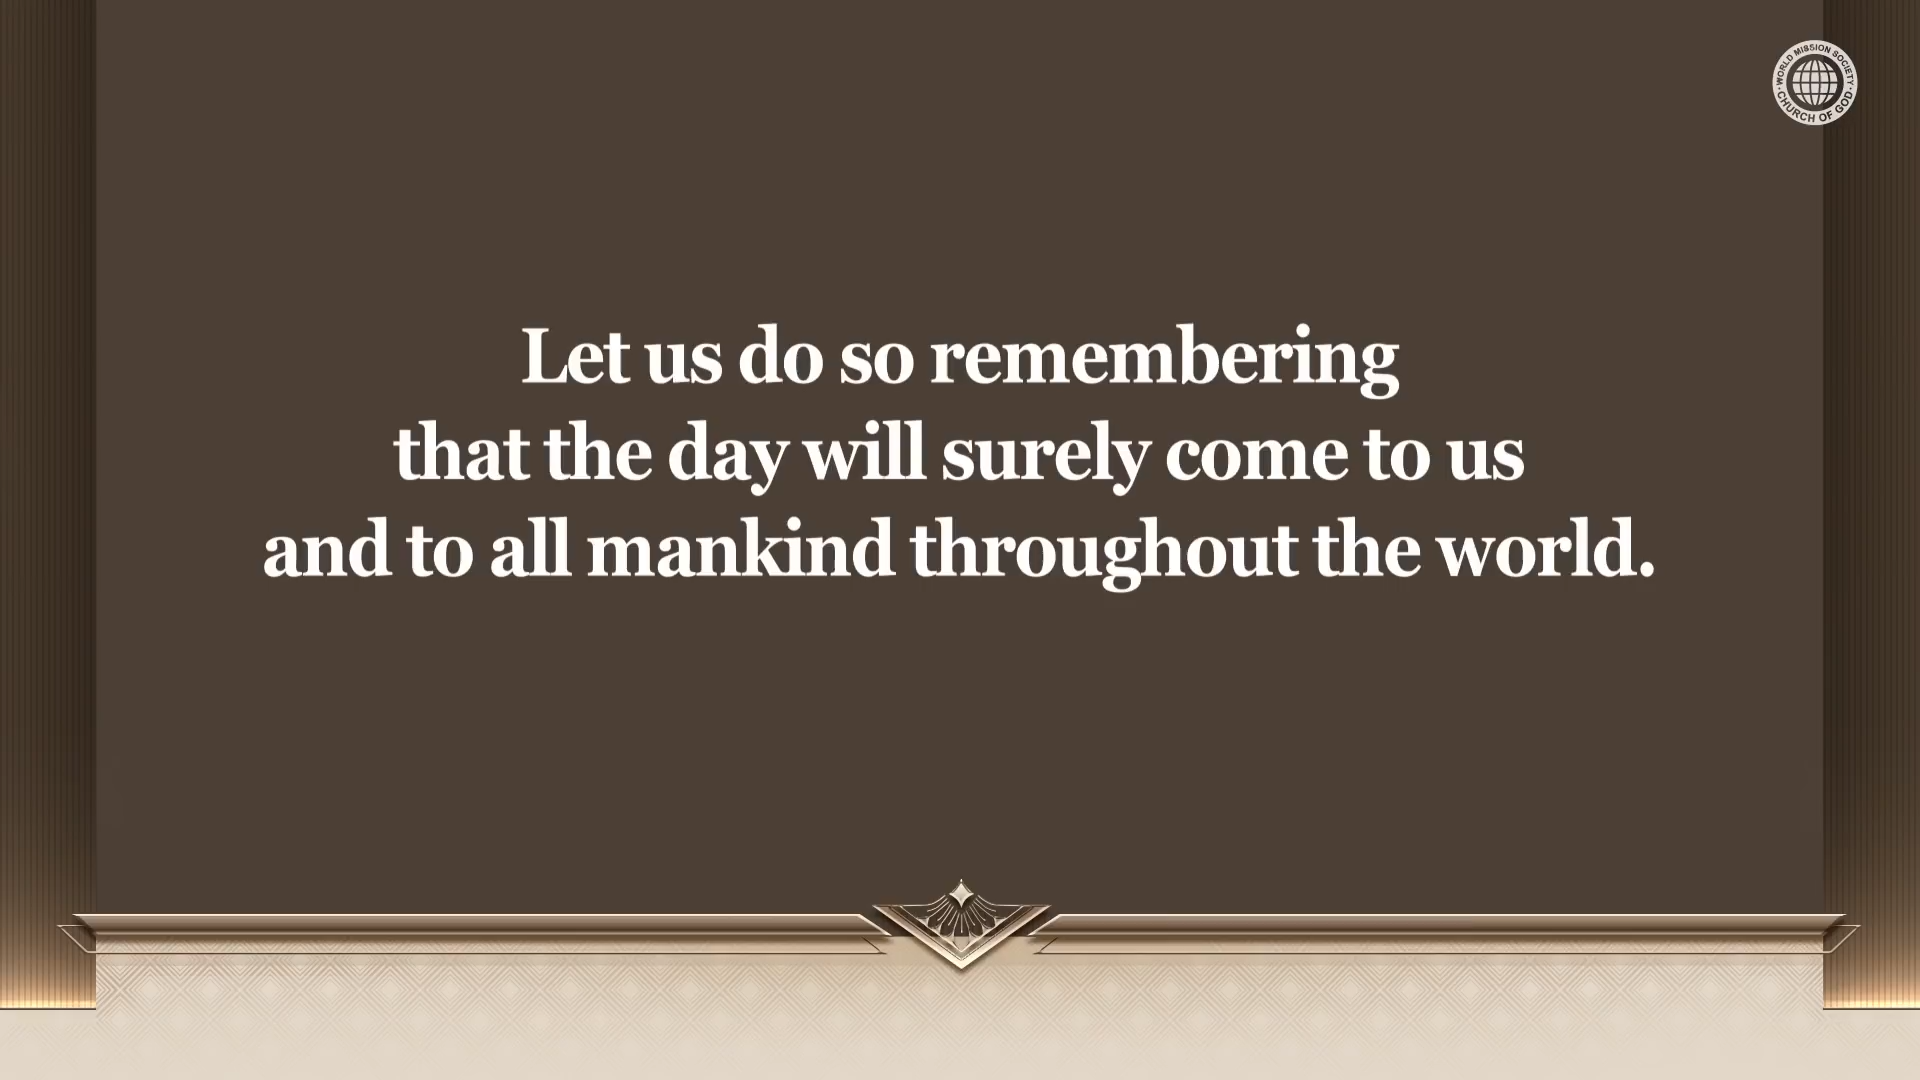 WORLD MISSION SOCIETY
CHURCH OF GOD
Let us do so remembering
that the day will surely come to us
and to all mankind throughout the world.